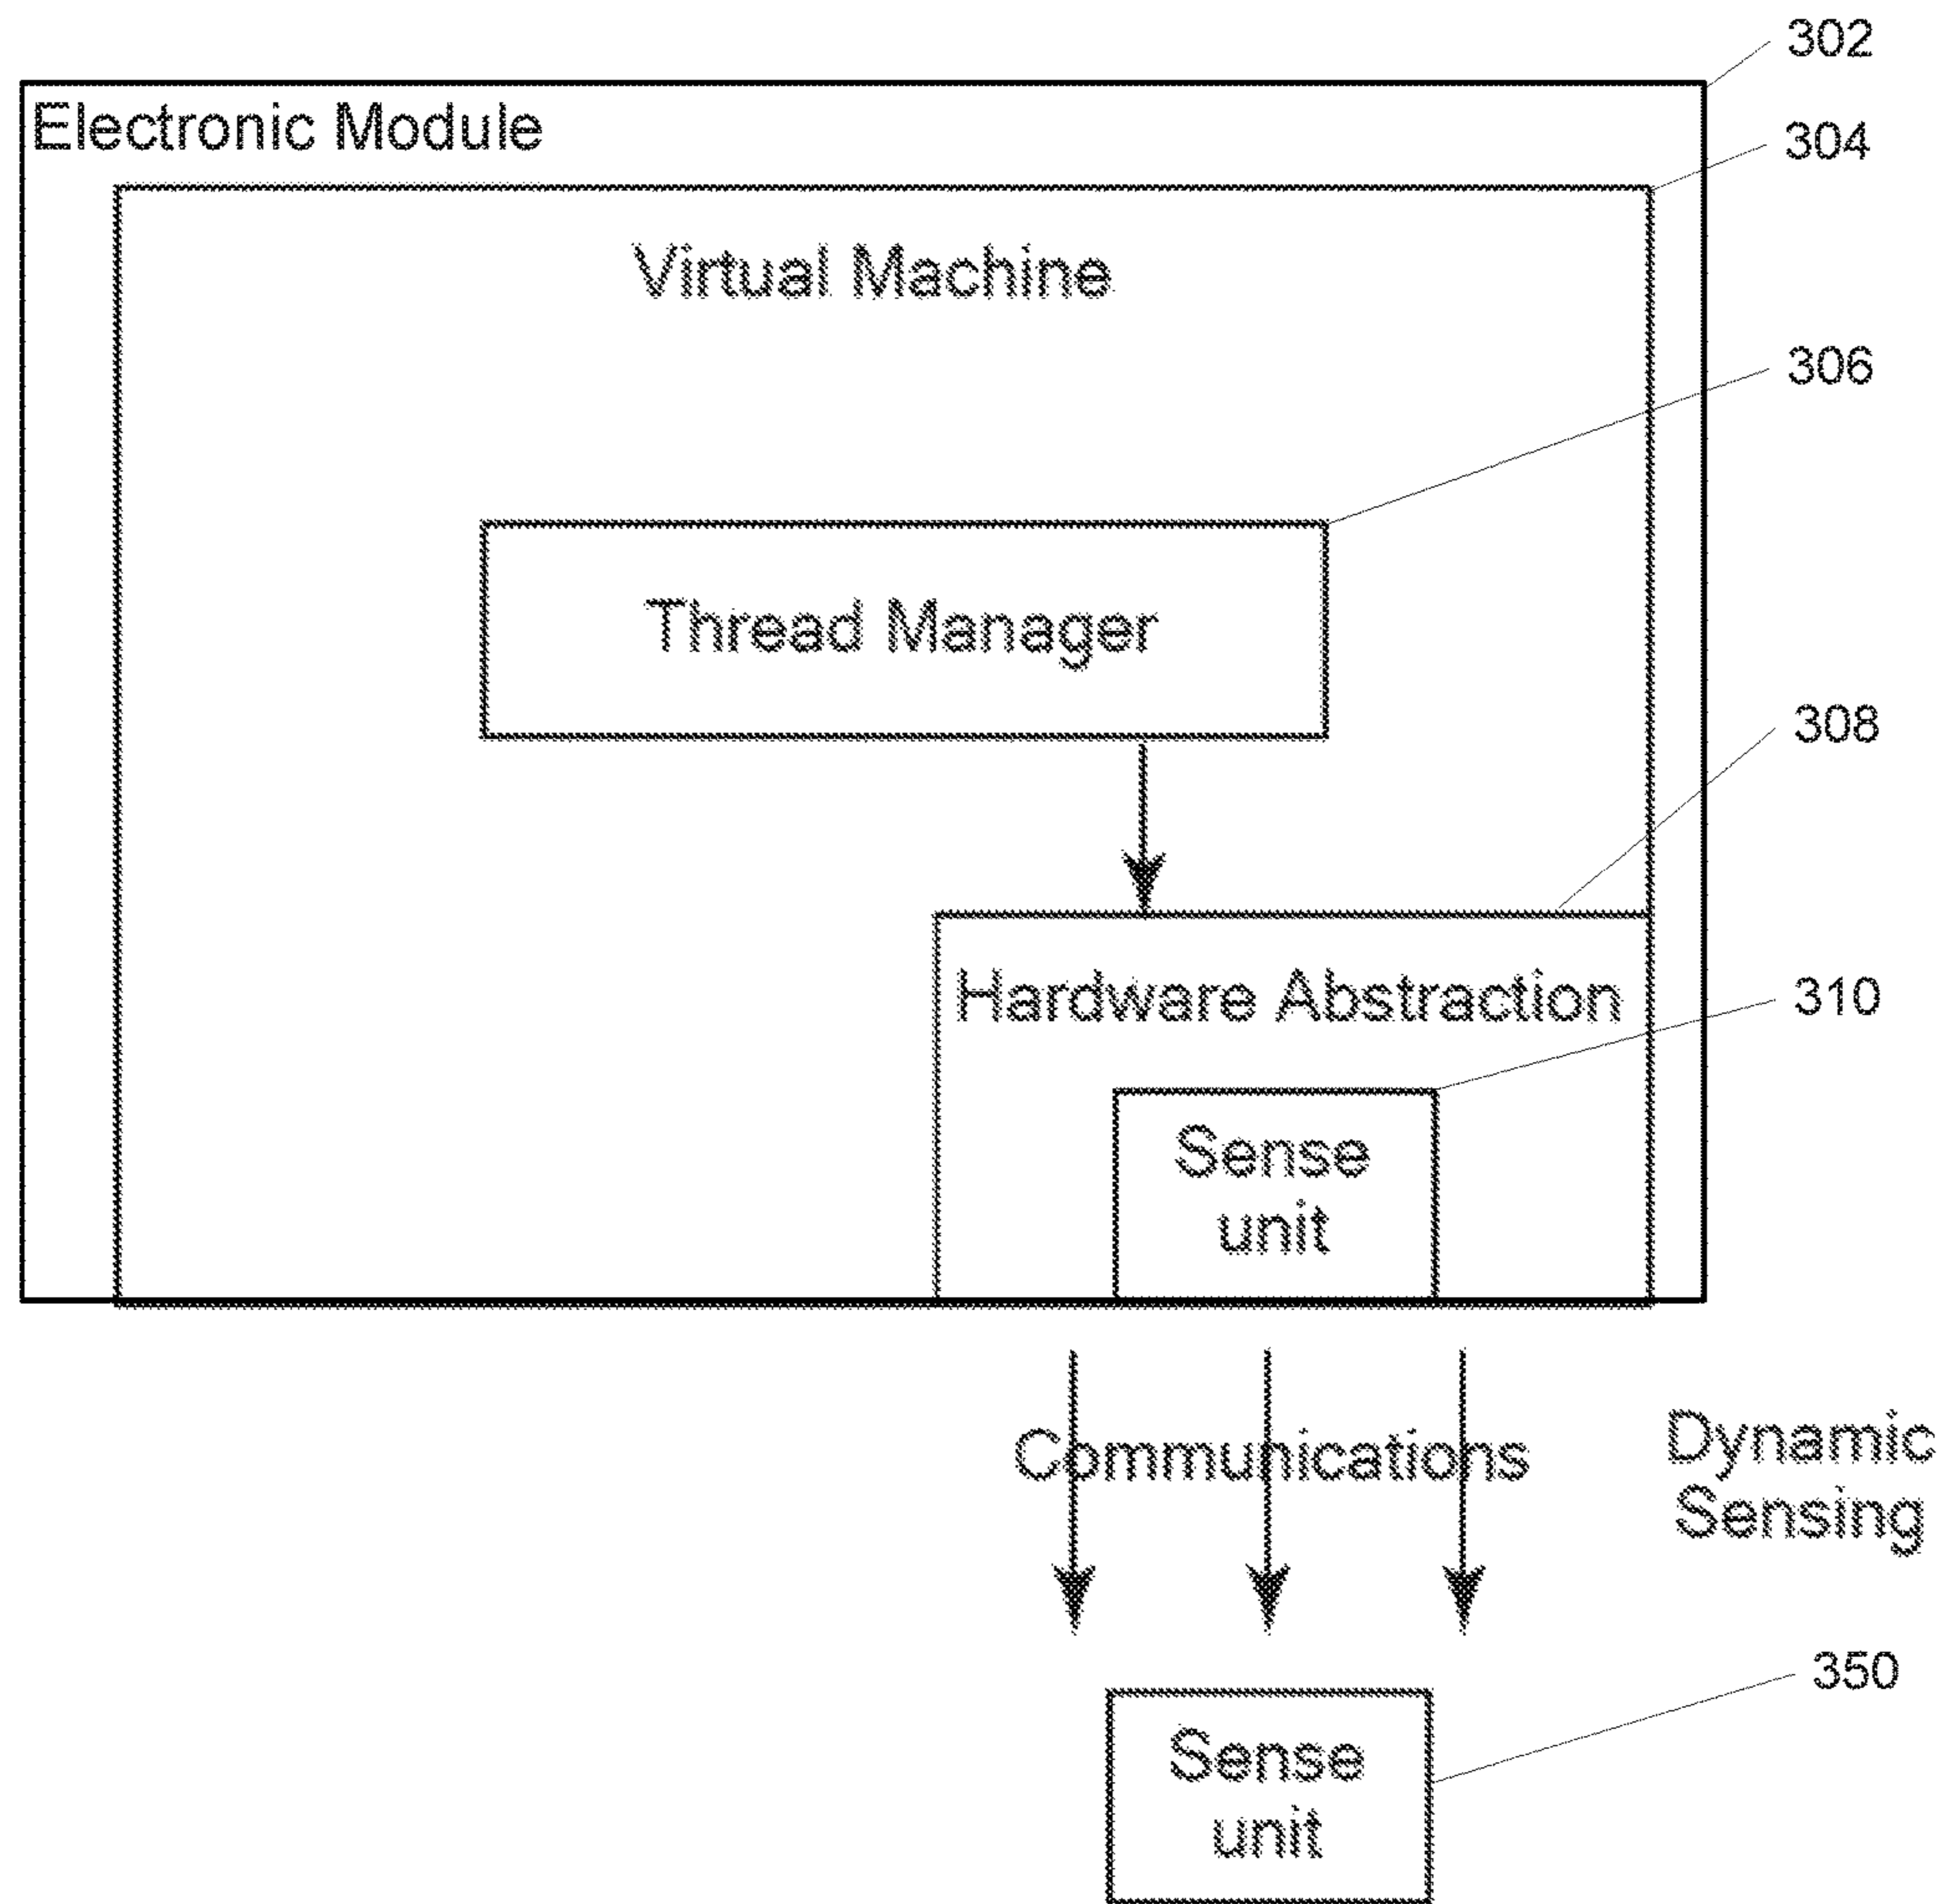 302
Electronic Module
304
Virtual Machine
306
Thread Manager
308
Hardware Abstraction
310
Sense
unit
Communications
Dynamic
Sensing
350
Sense
unit